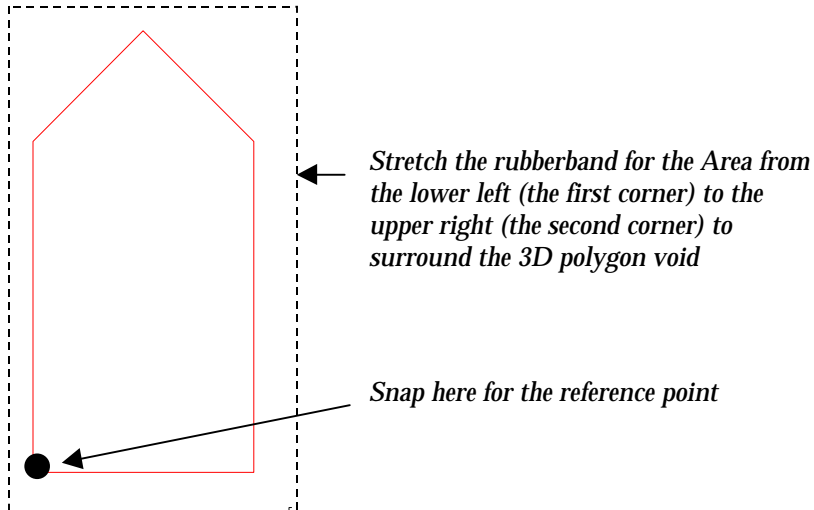 Stretch the rubberband for the Area from
the lower left (the first corner) to the
upper right (the second corner) to
surround the 3D polygon void
Snap here for the reference point